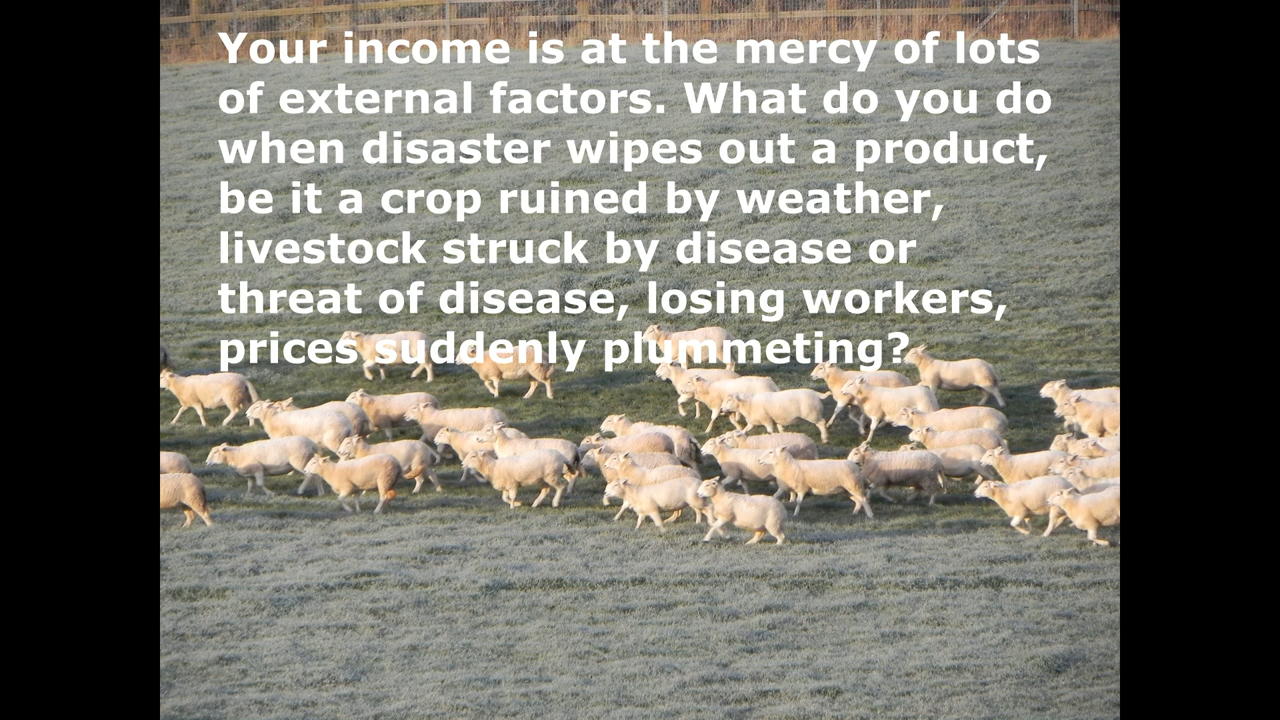 Your income is at the mercy of lots
of external factors. What do you do
when disaster wipes out a product,
be it a crop ruined by weather,
livestock struck by disease or
threat of disease, losing workers,
prices suddenly plummeting?